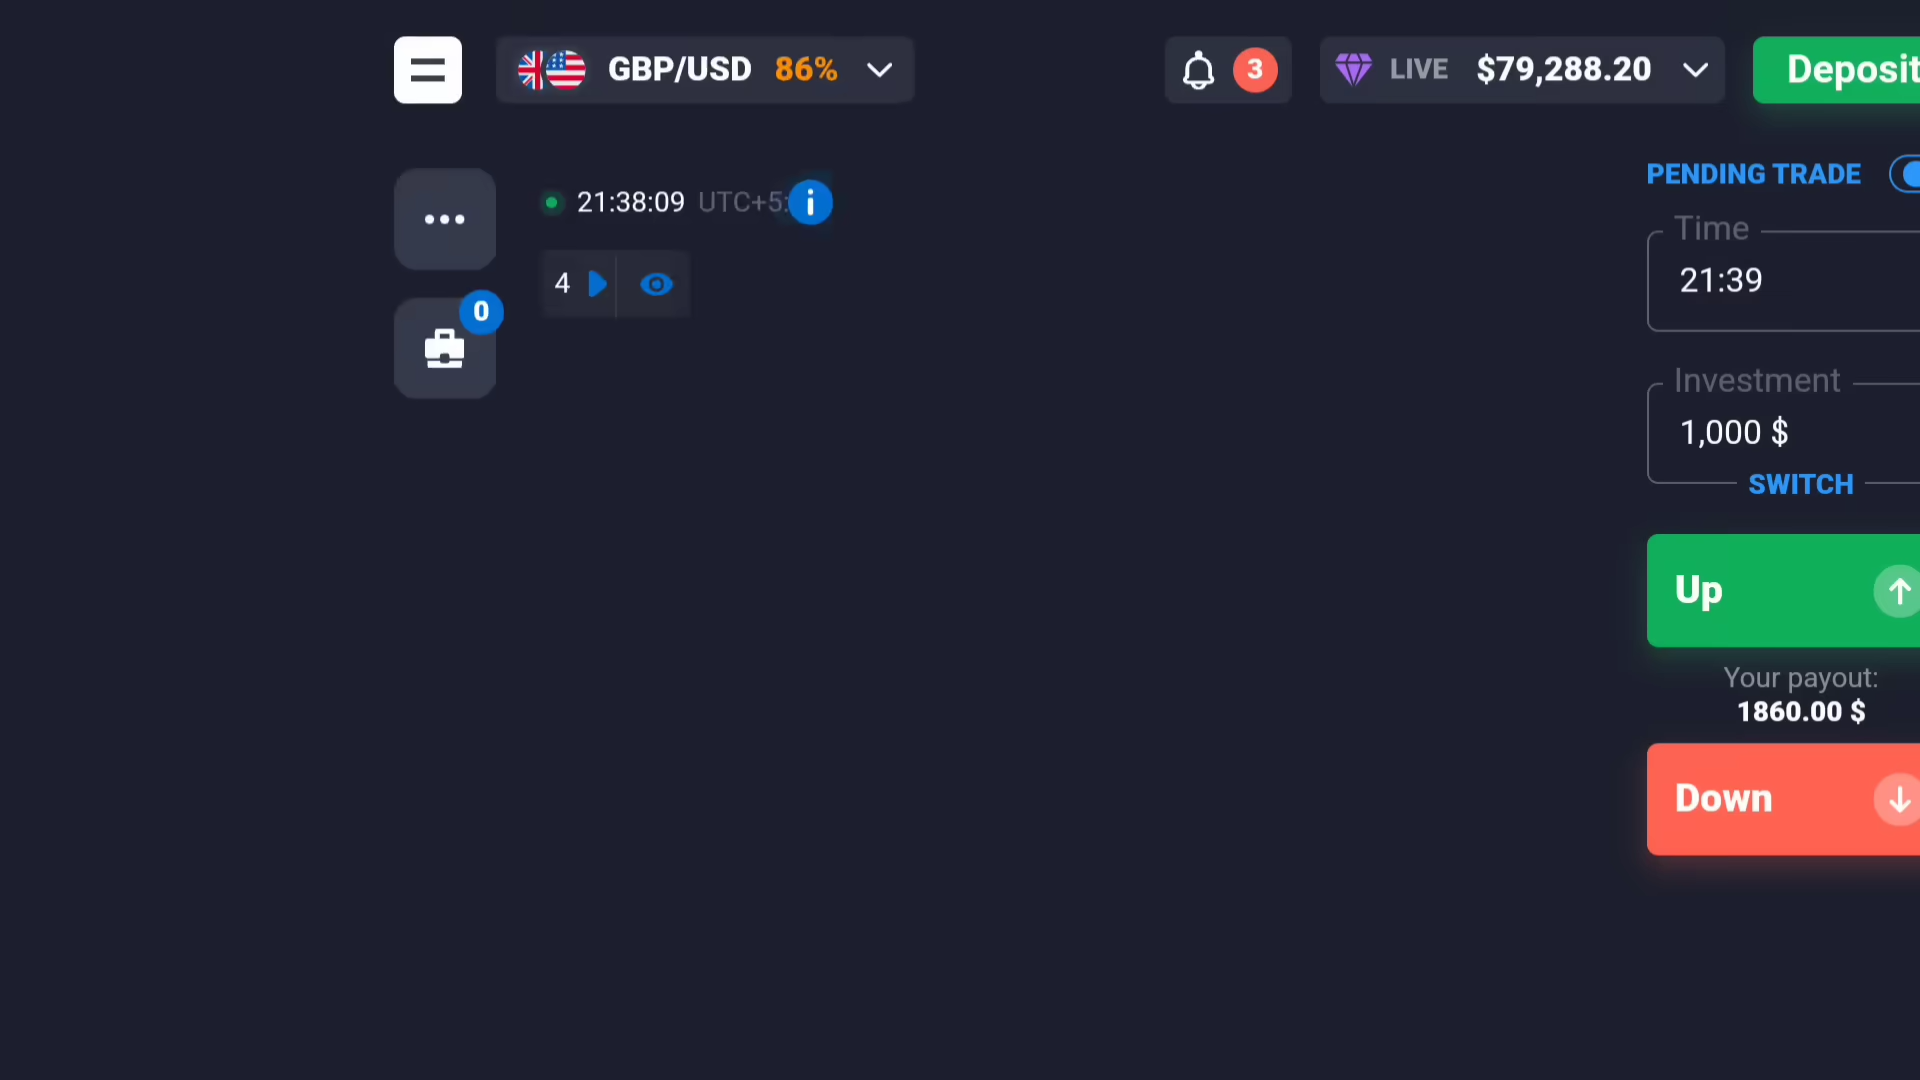 GBP/USD 86%
3
LIVE $79,288.20
Deposit
21:38:09 UTC+5:
4
0
PENDING TRADE
Time
21:39
Investment
1,000 $
SWITCH
Up
Your payout:
1860.00 $
Down